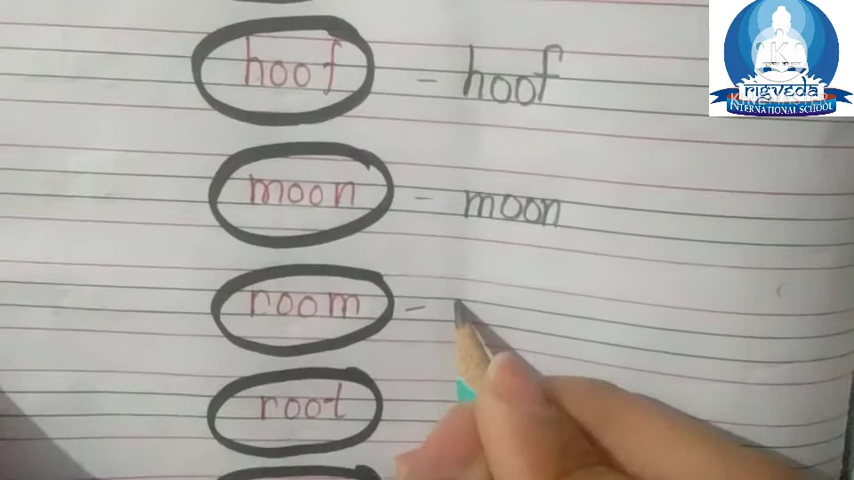 rigveda
INTERNATIONAL SCHOOL
hoof - hoof
moon - moon
room -
root